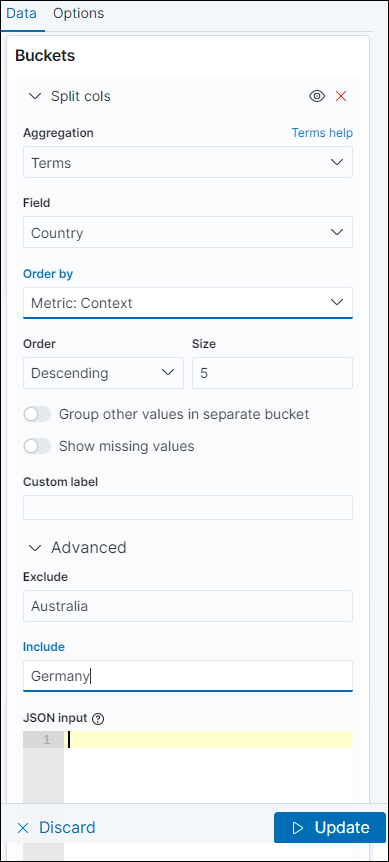 Data Options
Buckets
Split cols
Aggregation Terms help
Terms
Field
Country
Order by
Metric: Context
Order Size
Descending 5
Group other values in separate bucket
Show missing values
Custom label
Advanced
Exclude
Australia
Include
Germany
JSON input
1
Discard Update